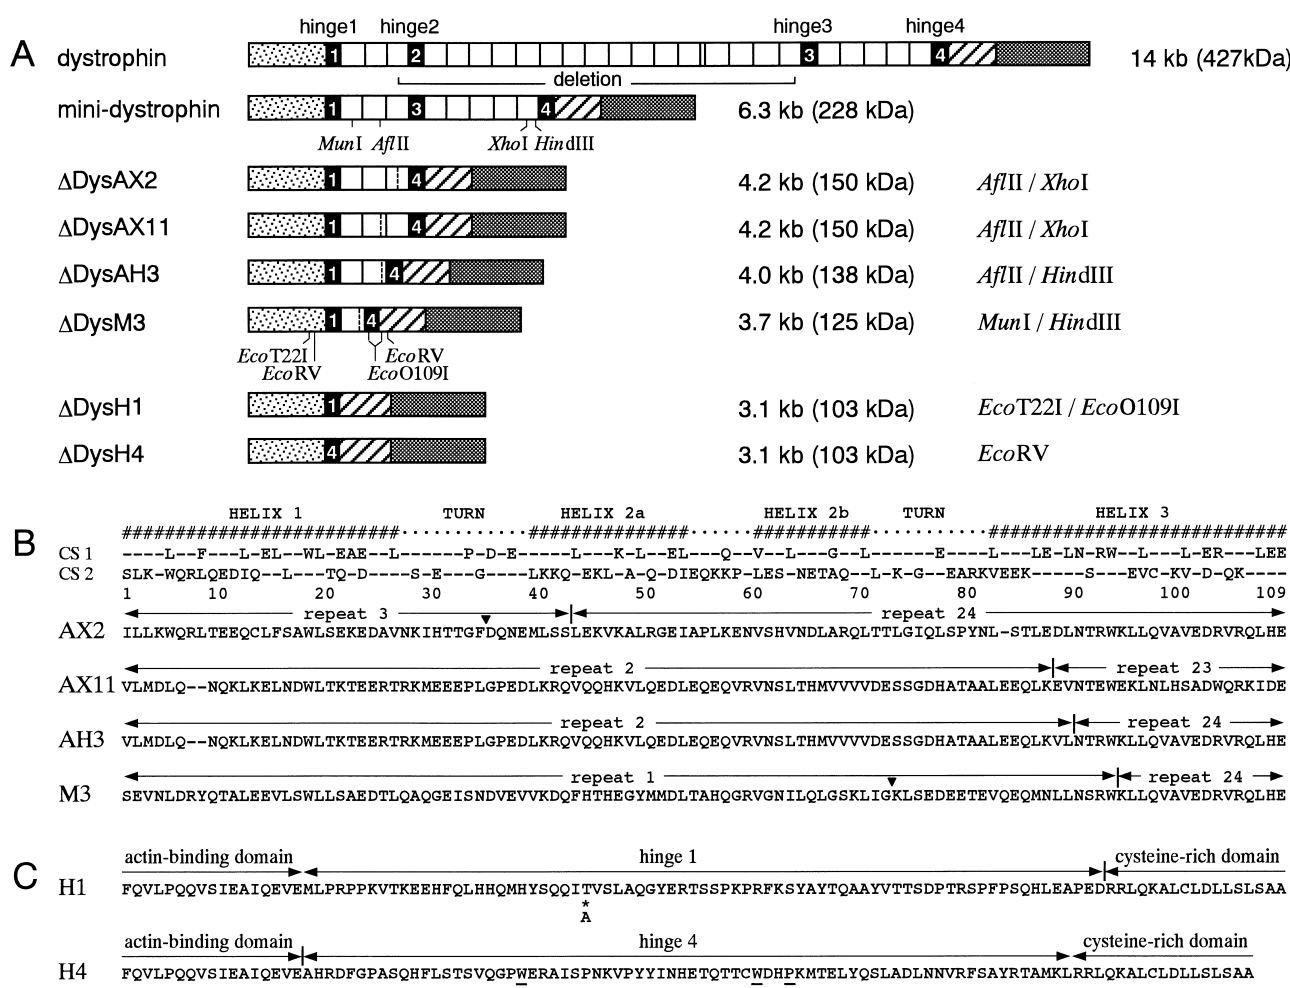 A
hinge1 hinge2 hinge3 hinge4
dystrophin 1 2 3 4 14 kb (427kDa)
deletion
mini-dystrophin 1 3 4 6.3 kb (228 kDa)
MunI AflII XhoI HindIII
ΔDysAX2 1 4 4.2 kb (150 kDa) AflII / XhoI
ΔDysAX11 1 4 4.2 kb (150 kDa) AflII / XhoI
ΔDysAH3 1 4 4.0 kb (138 kDa) AflII / HindIII
ΔDysM3 1 4 3.7 kb (125 kDa) MunI / HindIII
EcoT22I EcoRV
EcoRV EcoO109I
ΔDysH1 1 3.1 kb (103 kDa) EcoT22I / EcoO109I
ΔDysH4 4 3.1 kb (103 kDa) EcoRV
B
HELIX 1 TURN HELIX 2a HELIX 2b TURN HELIX 3
##########################············###############······###########···········############################
CS 1 ----L--F---L-EL--WL-EAE--L------P-D-E-----L---K-L--EL---Q--V--L---G--L------E----L---LE-LN-RW--L---L-ER---LEE
CS 2 SLK-WQRLQEDIQ--L---TQ-D----S-E---G----LKKQ-EKL-A-Q-DIEQKKP-LES-NETAQ--L-K-G--EARKVEEK-----S---EVC-KV-D-QK----
1 10 20 30 40 50 60 70 80 90 100 109
repeat 3 repeat 24
AX2 ILLKWQRLTEEQCLFSAWLSEKEDAVNKIHTTGFDQNEMLSSLEKVKALRGEIAPLKENVSHVNDLARQLTTLGIQLSPYNL-STLEDLNTRWKLLQVAVEDRVRQLHE
repeat 2 repeat 23
AX11 VLMDLQ--NQKLKELNDWLTKTEERTRKMEEEPLGPEDLKRQVQQHKVLQEDLEQEQVRVNSLTHMVVVVDESSGDHATAALEEQLKEVNTEWEKLNLHSADWQRKIDE
repeat 2 repeat 24
AH3 VLMDLQ--NQKLKELNDWLTKTEERTRKMEEEPLGPEDLKRQVQQHKVLQEDLEQEQVRVNSLTHMVVVVDESSGDHATAALEEQLKVLNTRWKLLQVAVEDRVRQLHE
repeat 1 repeat 24
M3 SEVNLDRYQTALEEVLSWLLSAEDTLQAQGEISNDVEVVKDQFHTHEGYMMDLTAHQGRVGNILQLGSKLIGKLSEDEETEVQEQMNLLNSRWKLLQVAVEDRVRQLHE
C
actin-binding domain hinge 1 cysteine-rich domain
H1 FQVLPQQVSIEAIQEVEMLPRPPKVTKEEHFQLHHQMHYSQQITVSLAQGYERTSSPKPRFKSYAYTQAAYVTTSDPTRSPFPSQHLEAPEDRRLQKALCLDLLSLSAA
*
A
actin-binding domain hinge 4 cysteine-rich domain
H4 FQVLPQQVSIEAIQEVEAHRDFGPASQHFLSTSVQGPWERAISPNKVPYYINHETQTTCWDHPKMTELYQSLADLNNVRFSAYRTAMKLRRLQKALCLDLLSLSAA